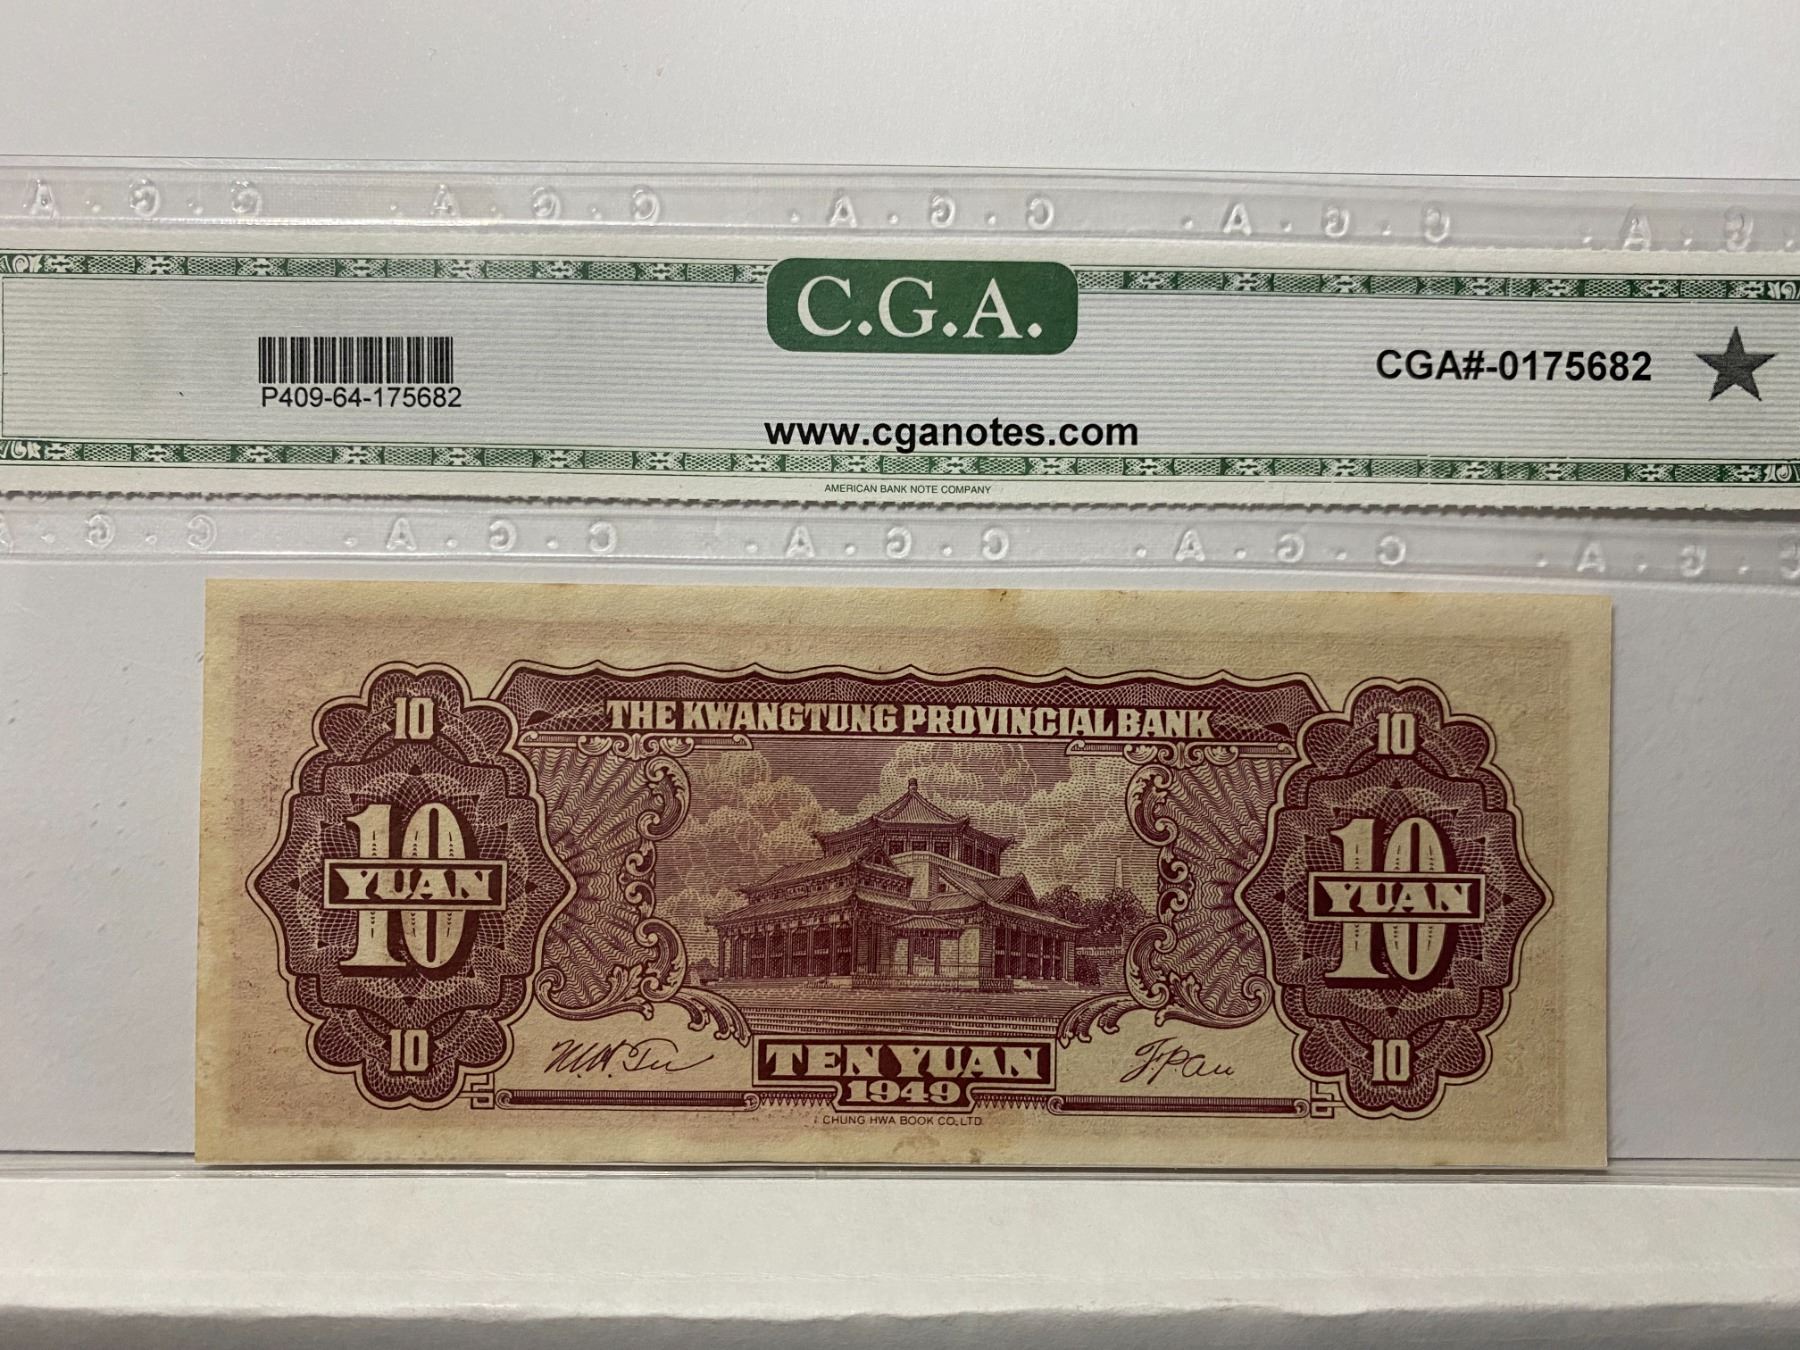 A . G . G . A . G . C . A . G . C . A . G . C . A . G .
C.G.A.
P409-64-175682
CGA#-0175682
www.cganotes.com
AMERICAN BANK NOTE COMPANY
. G . C . A . G . C . A . G . C . A . G . C . A . G .
10 THE KWANGTUNG PROVINCIAL BANK 10
10 YUAN 10 YUAN
10 10
TEN YUAN
1949
CHUNG HWA BOOK CO.,LTD.